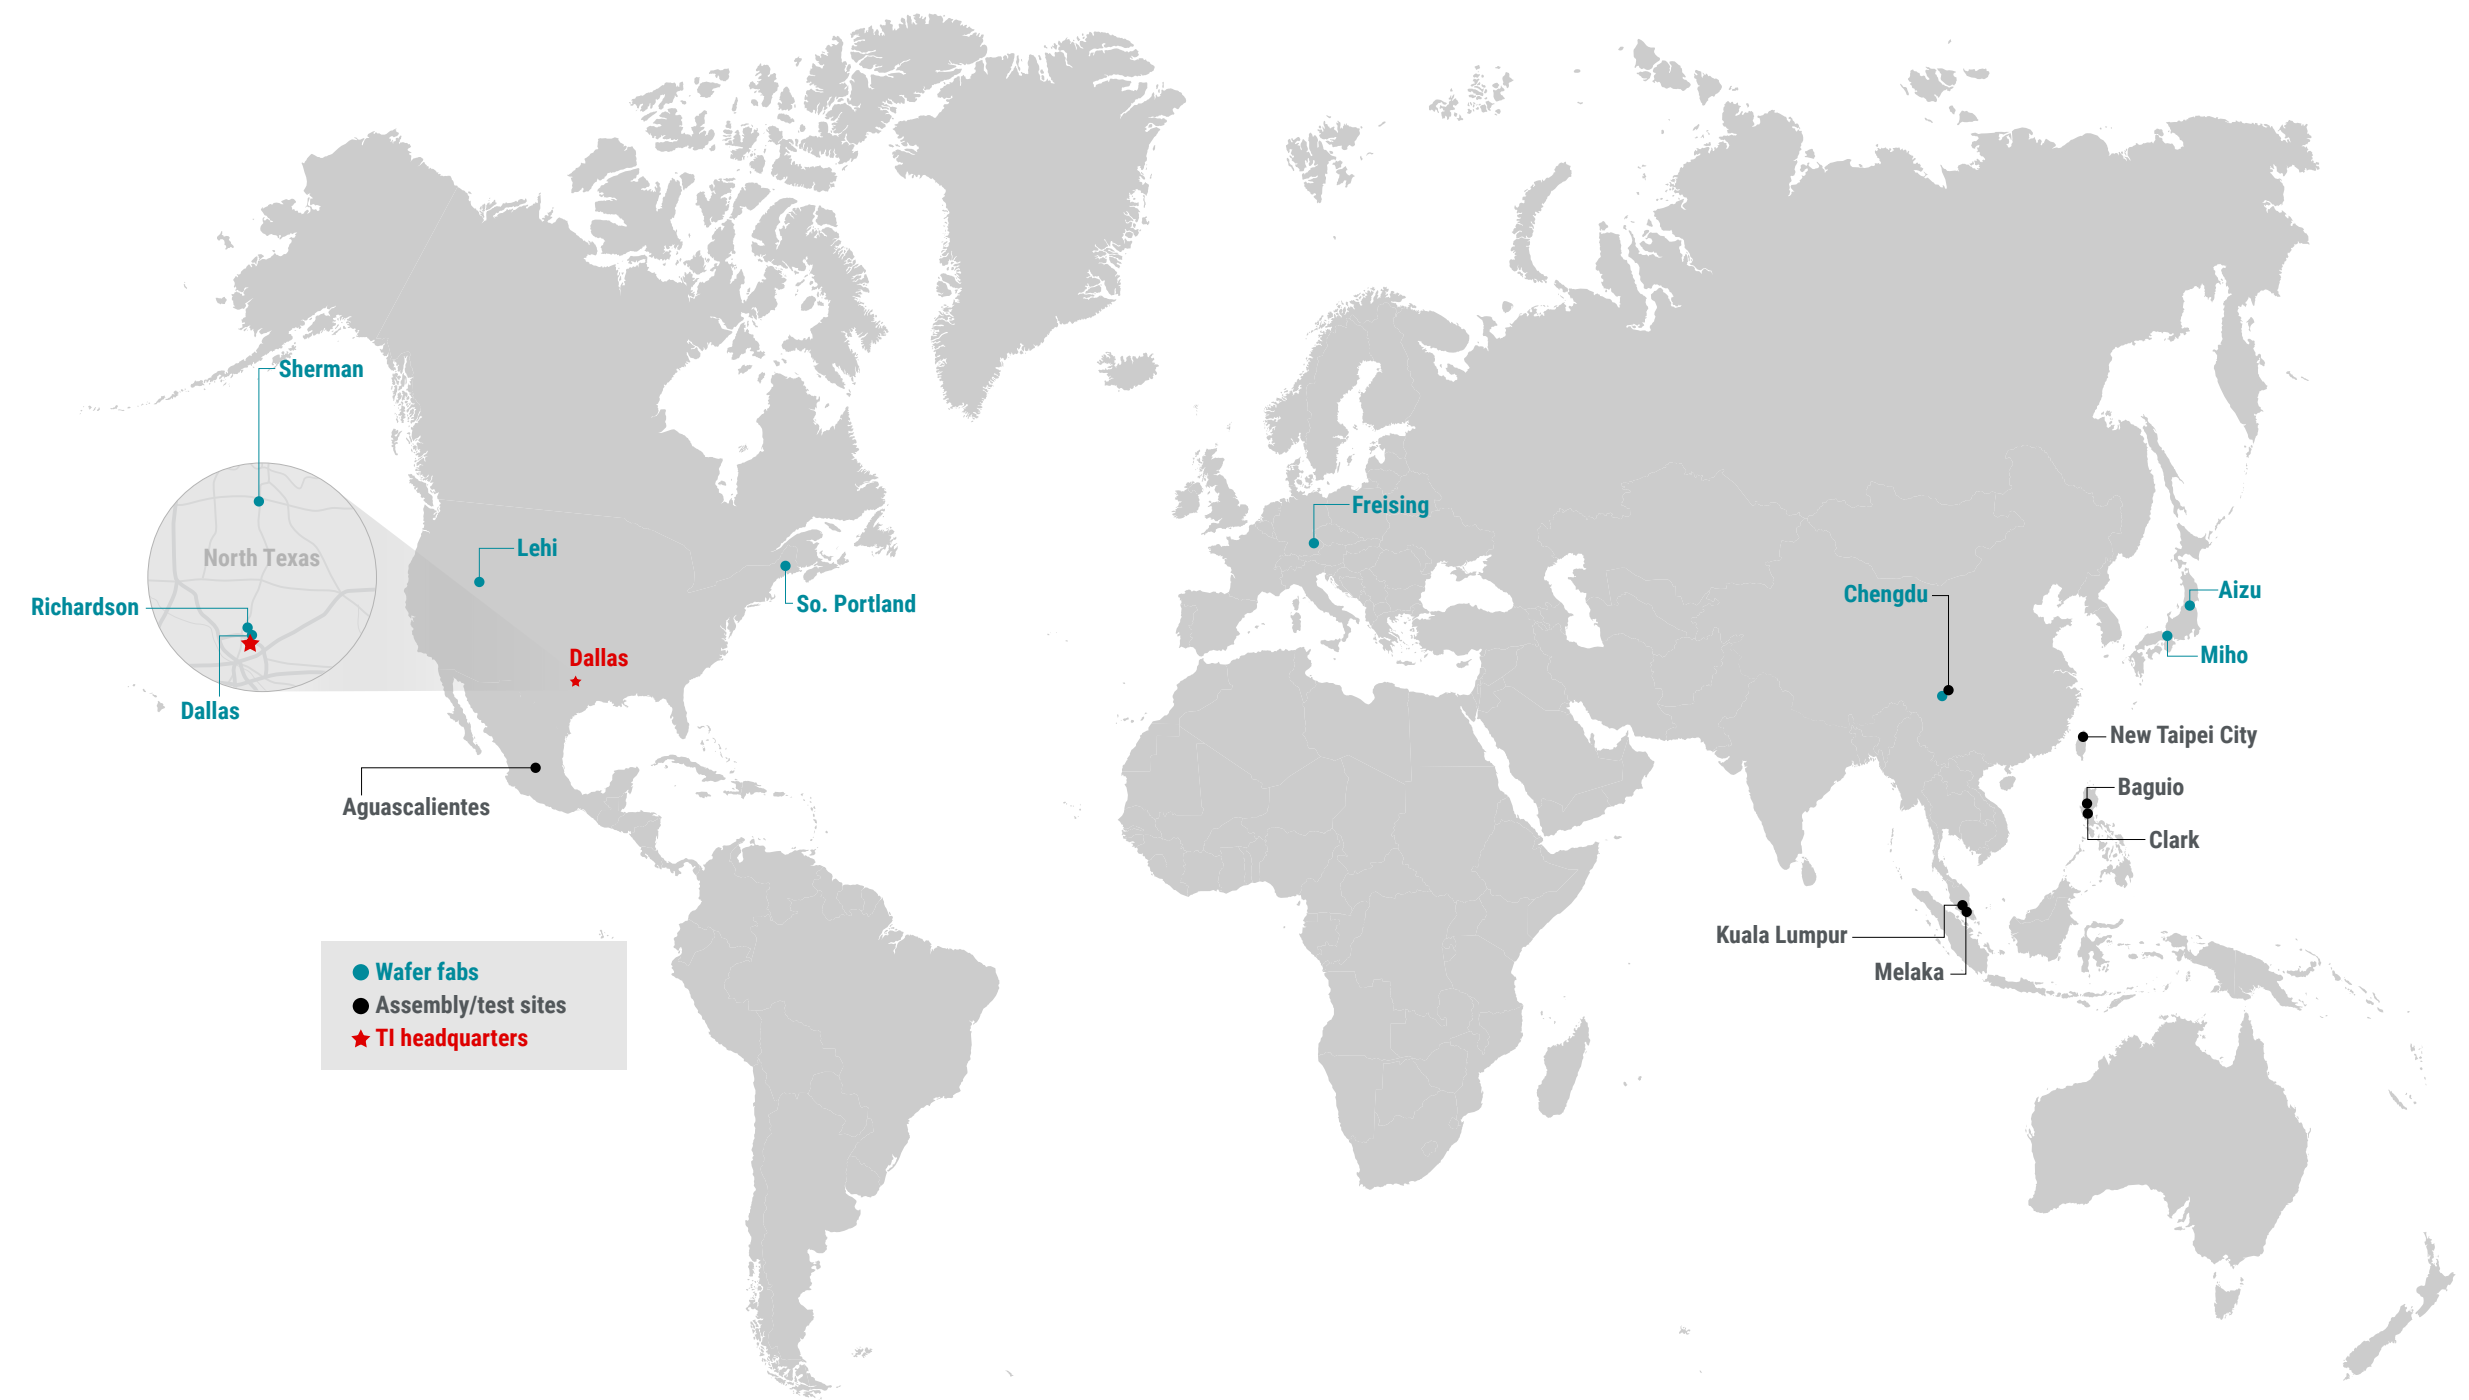 Sherman
North Texas
Richardson
Dallas
Lehi
So. Portland
Dallas
Aguascalientes
Freising
Chengdu
Aizu
Miho
New Taipei City
Baguio
Clark
Kuala Lumpur
Melaka
Wafer fabs
Assembly/test sites
TI headquarters